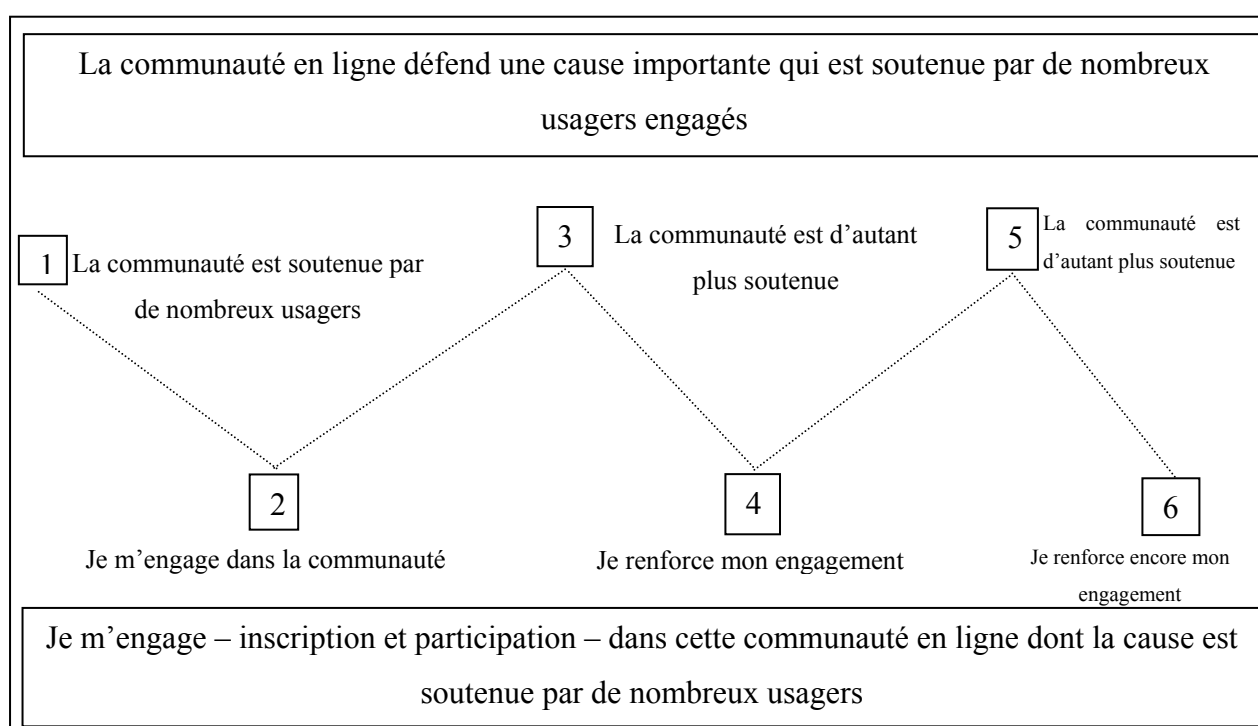 La communauté en ligne défend une cause importante qui est soutenue par de nombreux
usagers engagés
1
La communauté est soutenue par
de nombreux usagers
3
La communauté est d'autant
plus soutenue
5
La communauté est
d'autant plus soutenue
2
Je m'engage dans la communauté
4
Je renforce mon engagement
6
Je renforce encore mon
engagement
Je m'engage – inscription et participation – dans cette communauté en ligne dont la cause est
soutenue par de nombreux usagers